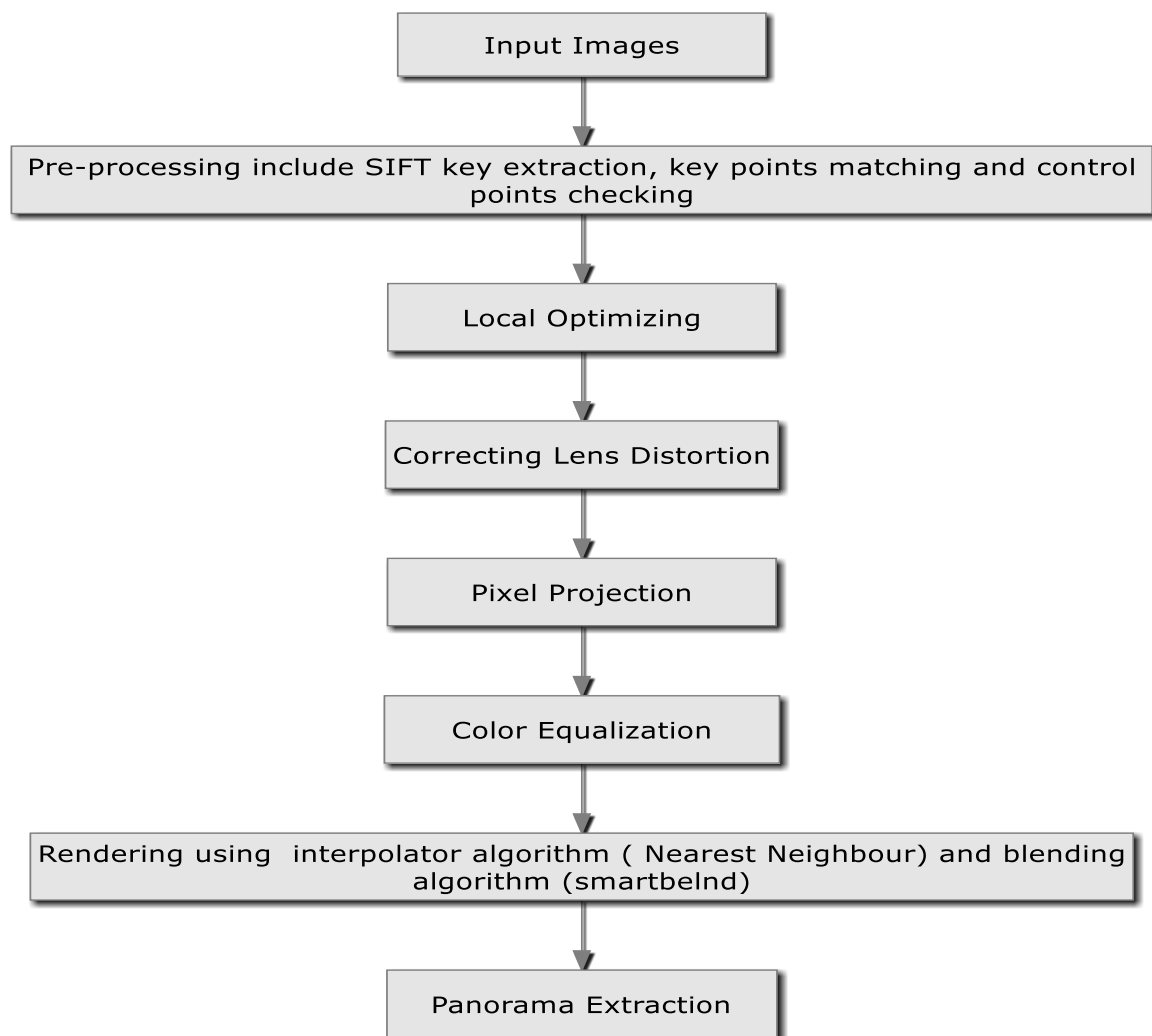 Input Images
Pre-processing include SIFT key extraction, key points matching and control
points checking
Local Optimizing
Correcting Lens Distortion
Pixel Projection
Color Equalization
Rendering using  interpolator algorithm ( Nearest Neighbour) and blending
algorithm (smartbelnd)
Panorama Extraction